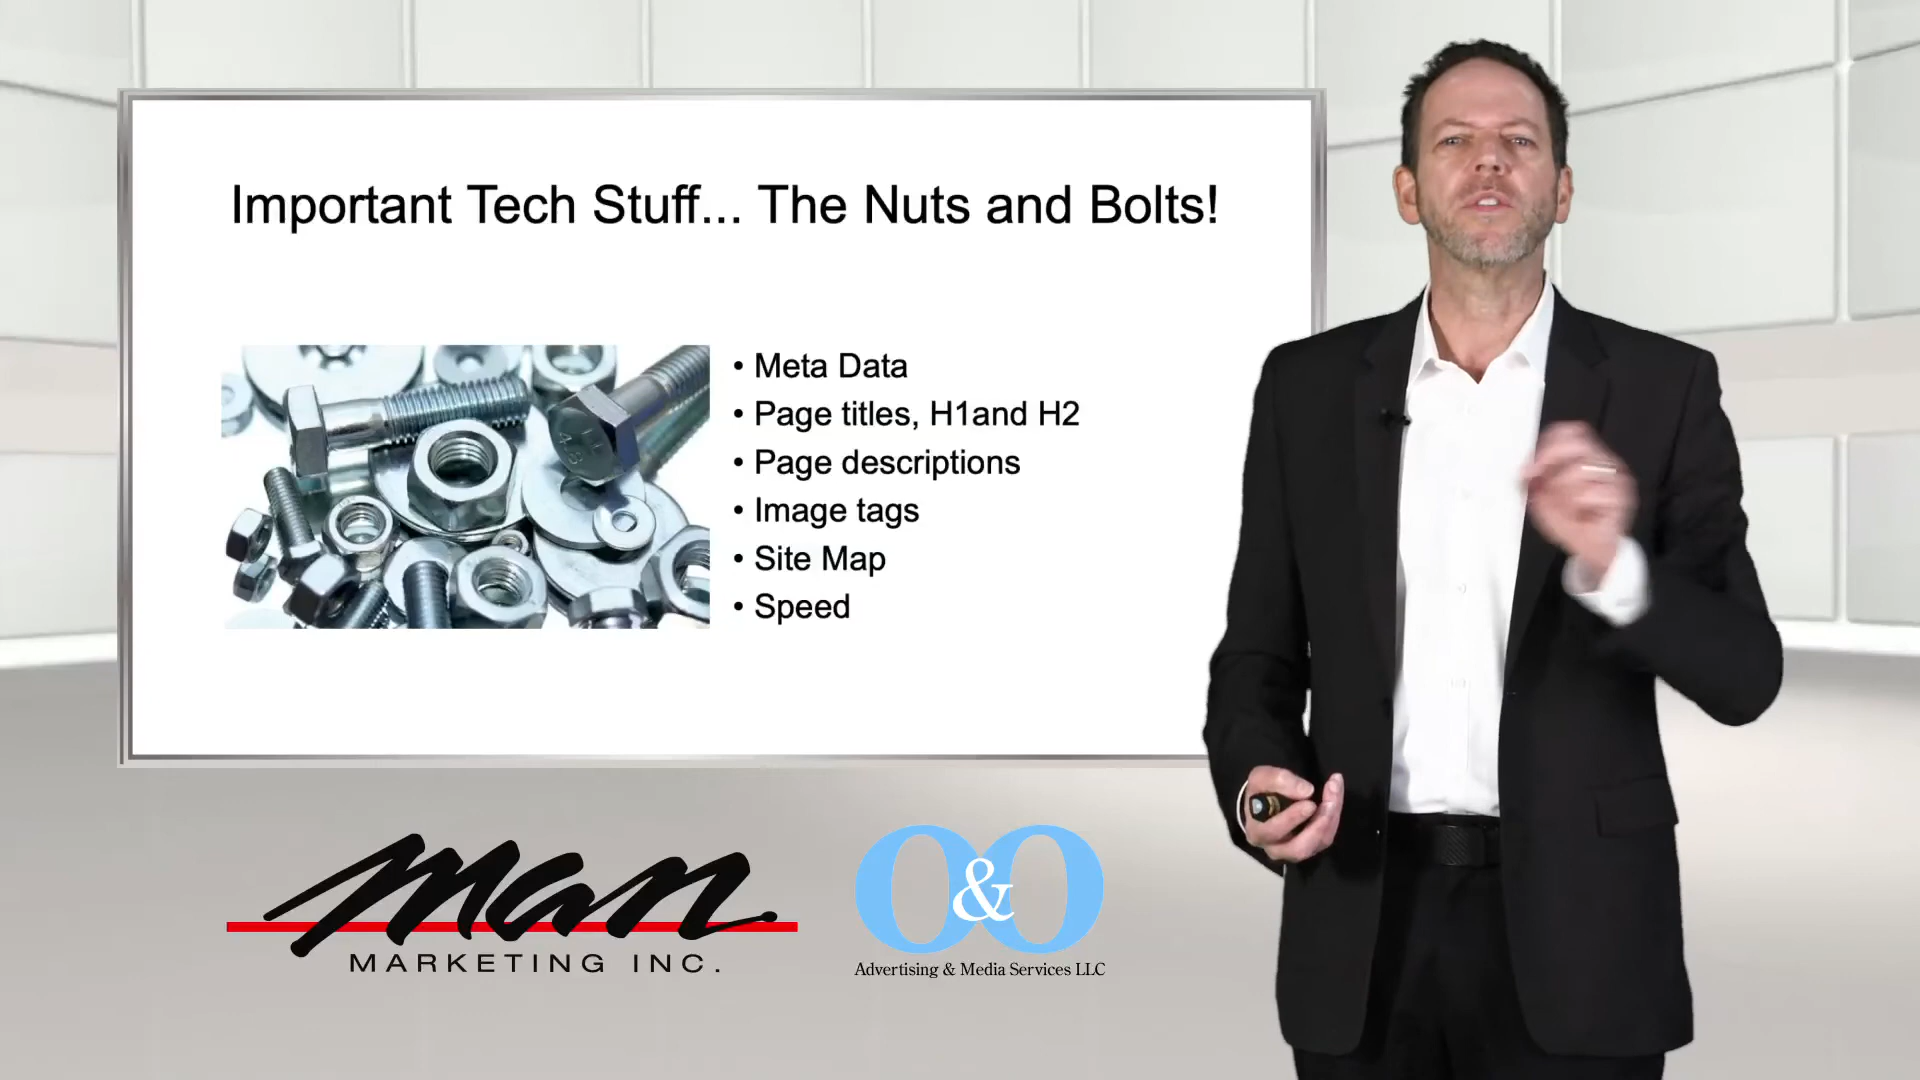 Important Tech Stuff... The Nuts and Bolts!
• Meta Data
• Page titles, H1and H2
• Page descriptions
• Image tags
• Site Map
• Speed
man
MARKETING INC.
O&O
Advertising & Media Services LLC